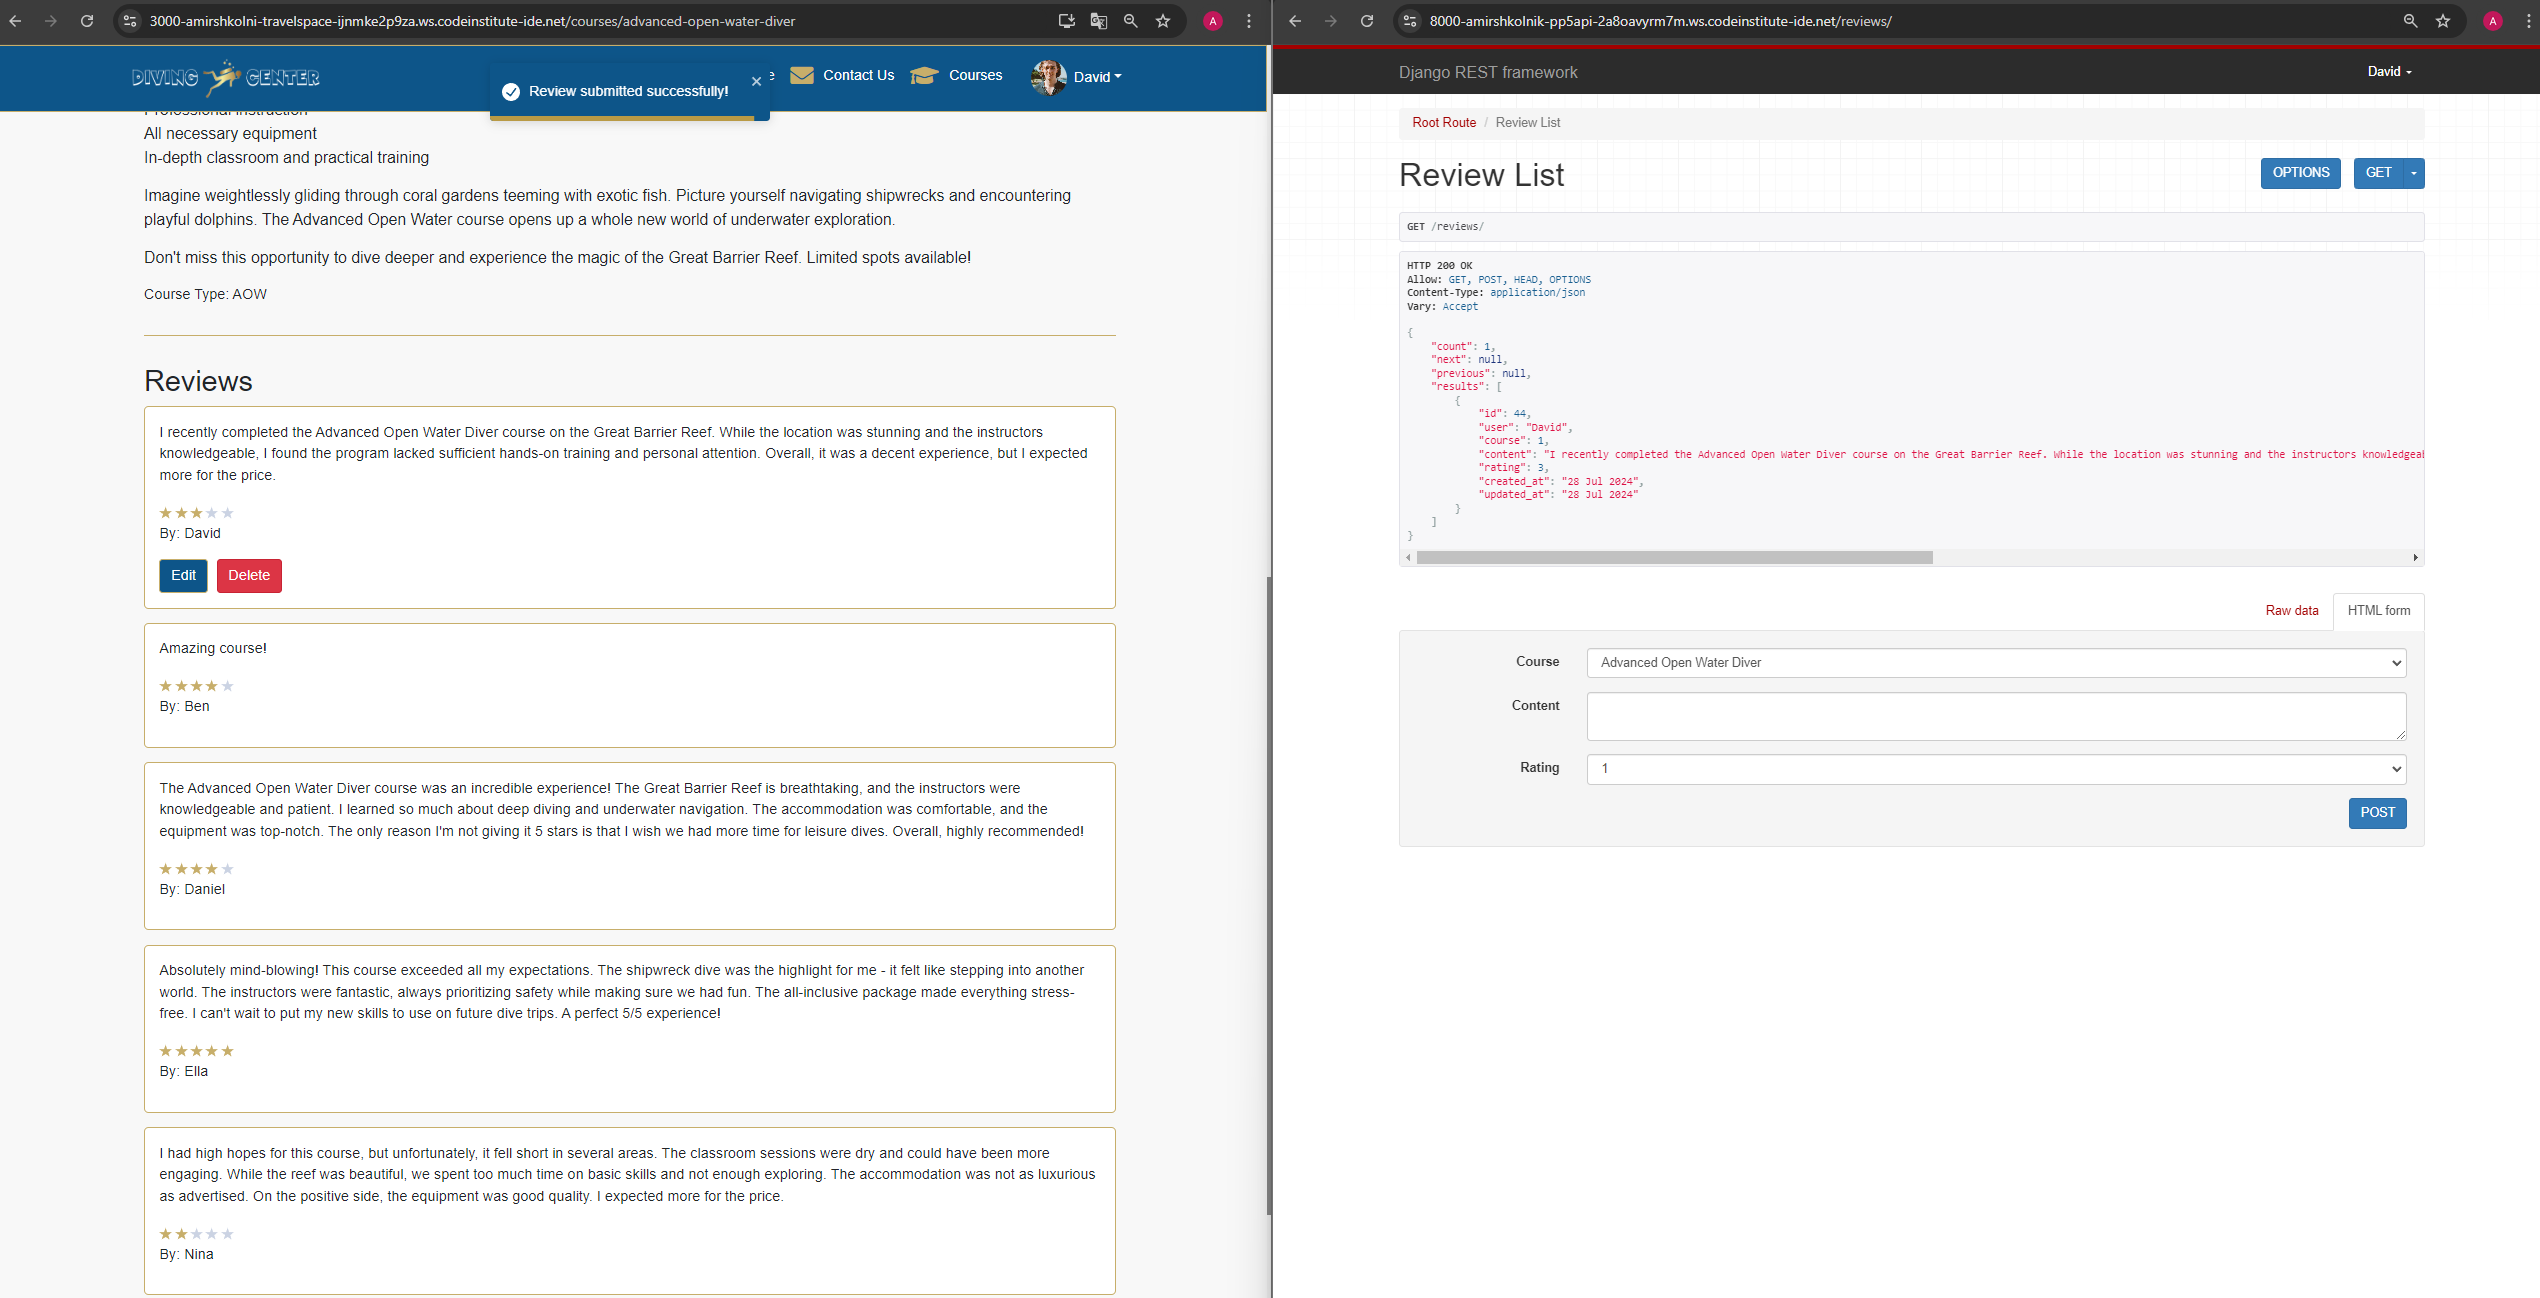 3000-amirshkolni-travelspace-ijnmke2p9za.ws.codeinstitute-ide.net/courses/advanced-open-water-diver
A
DIVING CENTER
Review submitted successfully!
e
Contact Us
Courses
David
Professional instruction
All necessary equipment
In-depth classroom and practical training
Imagine weightlessly gliding through coral gardens teeming with exotic fish. Picture yourself navigating shipwrecks and encountering
playful dolphins. The Advanced Open Water course opens up a whole new world of underwater exploration.
Don't miss this opportunity to dive deeper and experience the magic of the Great Barrier Reef. Limited spots available!
Course Type: AOW
Reviews
I recently completed the Advanced Open Water Diver course on the Great Barrier Reef. While the location was stunning and the instructors
knowledgeable, I found the program lacked sufficient hands-on training and personal attention. Overall, it was a decent experience, but I expected
more for the price.
By: David
Edit
Delete
Amazing course!
By: Ben
The Advanced Open Water Diver course was an incredible experience! The Great Barrier Reef is breathtaking, and the instructors were
knowledgeable and patient. I learned so much about deep diving and underwater navigation. The accommodation was comfortable, and the
equipment was top-notch. The only reason I'm not giving it 5 stars is that I wish we had more time for leisure dives. Overall, highly recommended!
By: Daniel
Absolutely mind-blowing! This course exceeded all my expectations. The shipwreck dive was the highlight for me - it felt like stepping into another
world. The instructors were fantastic, always prioritizing safety while making sure we had fun. The all-inclusive package made everything stress-
free. I can't wait to put my new skills to use on future dive trips. A perfect 5/5 experience!
By: Ella
I had high hopes for this course, but unfortunately, it fell short in several areas. The classroom sessions were dry and could have been more
engaging. While the reef was beautiful, we spent too much time on basic skills and not enough exploring. The accommodation was not as luxurious
as advertised. On the positive side, the equipment was good quality. I expected more for the price.
By: Nina
8000-amirshkolnik-pp5api-2a8oavyrm7m.ws.codeinstitute-ide.net/reviews/
A
Django REST framework
David
Root Route / Review List
Review List
OPTIONS
GET
GET /reviews/
HTTP 200 OK
Allow: GET, POST, HEAD, OPTIONS
Content-Type: application/json
Vary: Accept
{
"count": 1,
"next": null,
"previous": null,
"results": [
{
"id": 44,
"user": "David",
"course": 1,
"content": "I recently completed the Advanced Open Water Diver course on the Great Barrier Reef. While the location was stunning and the instructors knowledgeab
"rating": 3,
"created_at": "28 Jul 2024",
"updated_at": "28 Jul 2024"
}
]
}
Raw data
HTML form
Course
Advanced Open Water Diver
Content
Rating
1
POST